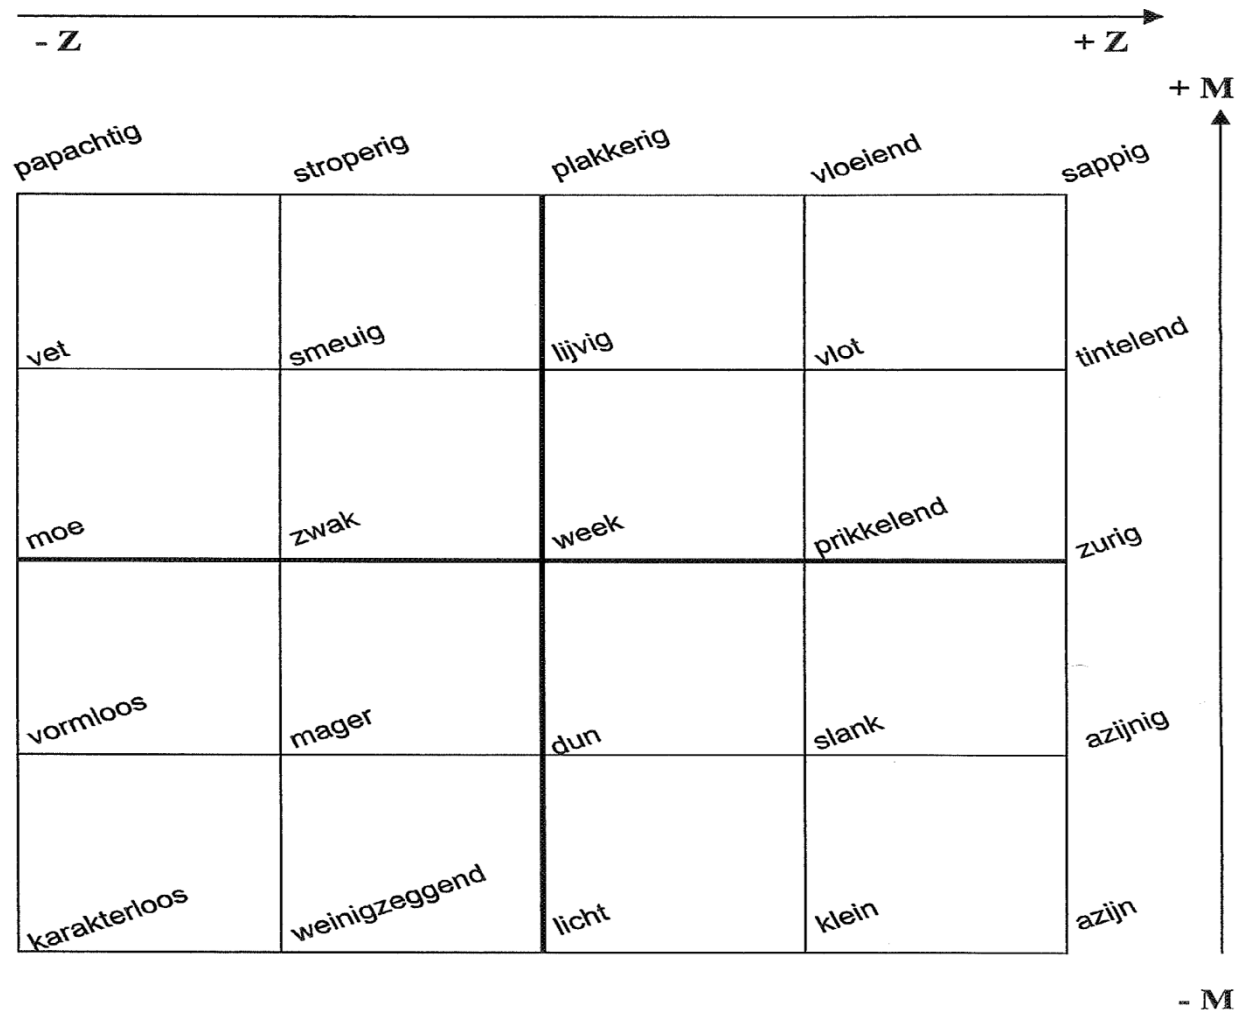 - Z + Z
+ M
papachtig stroperig plakkerig vloeiend sappig
vet smeuig lijvig vlot tintelend
moe zwak week prikkelend zurig
vormloos mager dun slank azijnig
karakterloos weinigzeggend licht klein azijn
- M